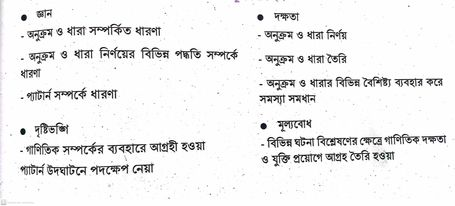 ● জ্ঞান
- অনুক্রম ও ধারা সম্পর্কিত ধারণা
- অনুক্রম ও ধারা নির্ণয়ের বিভিন্ন পদ্ধতি সম্পর্কে
ধারণা
- প্যাটার্ন সম্পর্কে ধারণা
● দৃষ্টিভঙ্গি
- গাণিতিক সম্পর্কের ব্যবহারে আগ্রহী হওয়া
প্যাটার্ন উদঘাটনে পদক্ষেপ নেয়া
● দক্ষতা
- অনুক্রম ও ধারা নির্ণয়
- অনুক্রম ও ধারা তৈরি
- অনুক্রম ও ধারার বিভিন্ন বৈশিষ্ট্য ব্যবহার করে
সমস্যা সমাধান
● মূল্যবোধ
- বিভিন্ন ঘটনা বিশ্লেষণের ক্ষেত্রে গাণিতিক দক্ষতা
ও যুক্তি প্রয়োগে আগ্রহ তৈরি হওয়া